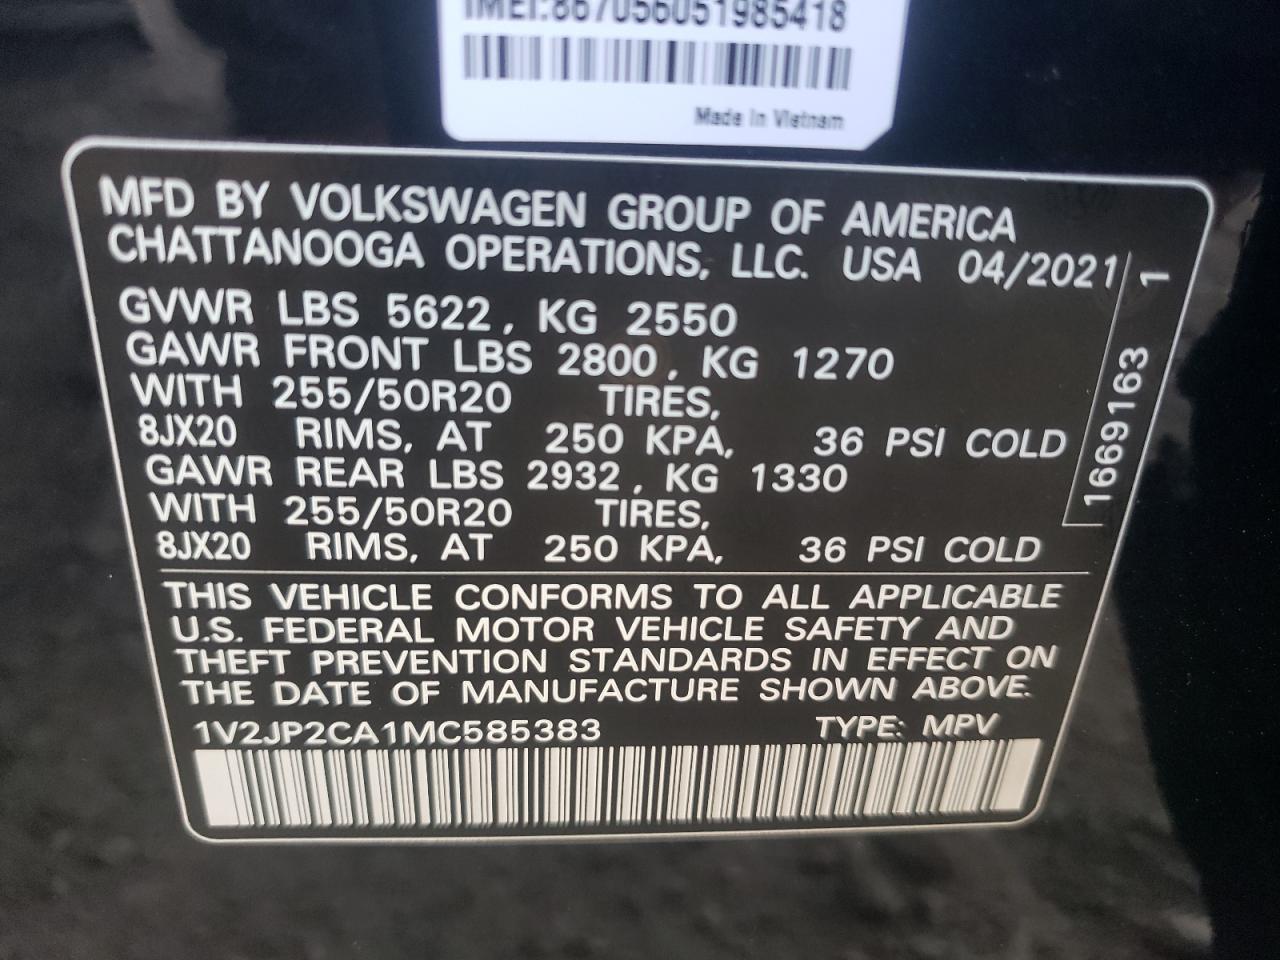 IMEI:867056051985418
Made in Vietnam
MFD BY VOLKSWAGEN GROUP OF AMERICA
CHATTANOOGA OPERATIONS, LLC. USA 04/2021
GVWR LBS 5622, KG 2550
GAWR FRONT LBS 2800, KG 1270
WITH 255/50R20 TIRES,
8JX20 RIMS, AT 250 KPA, 36 PSI COLD
GAWR REAR LBS 2932, KG 1330
WITH 255/50R20 TIRES,
8JX20 RIMS, AT 250 KPA, 36 PSI COLD
1669163 1
THIS VEHICLE CONFORMS TO ALL APPLICABLE
U.S. FEDERAL MOTOR VEHICLE SAFETY AND
THEFT PREVENTION STANDARDS IN EFFECT ON
THE DATE OF MANUFACTURE SHOWN ABOVE.
1V2JP2CA1MC585383 TYPE: MPV